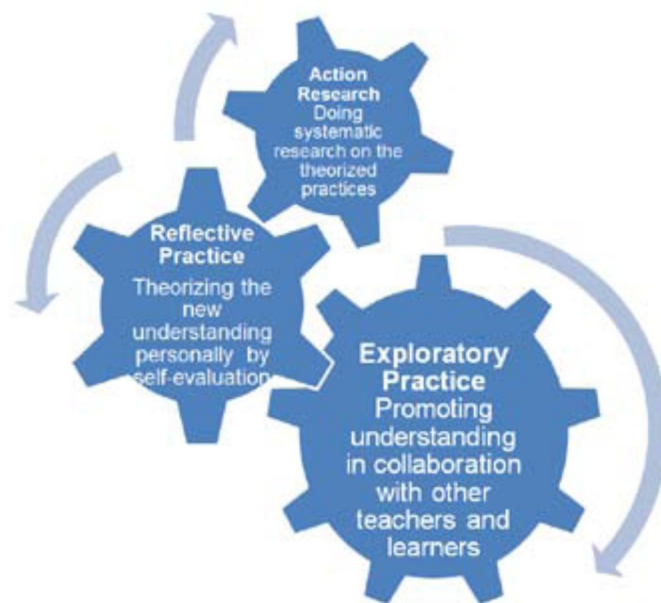 Action
Research
Doing
systematic
research on the
theorized
practices
Reflective
Practice
Theorizing the
new
understanding
personally by
self-evaluation
Exploratory
Practice
Promoting
understanding
in collaboration
with other
teachers and
learners